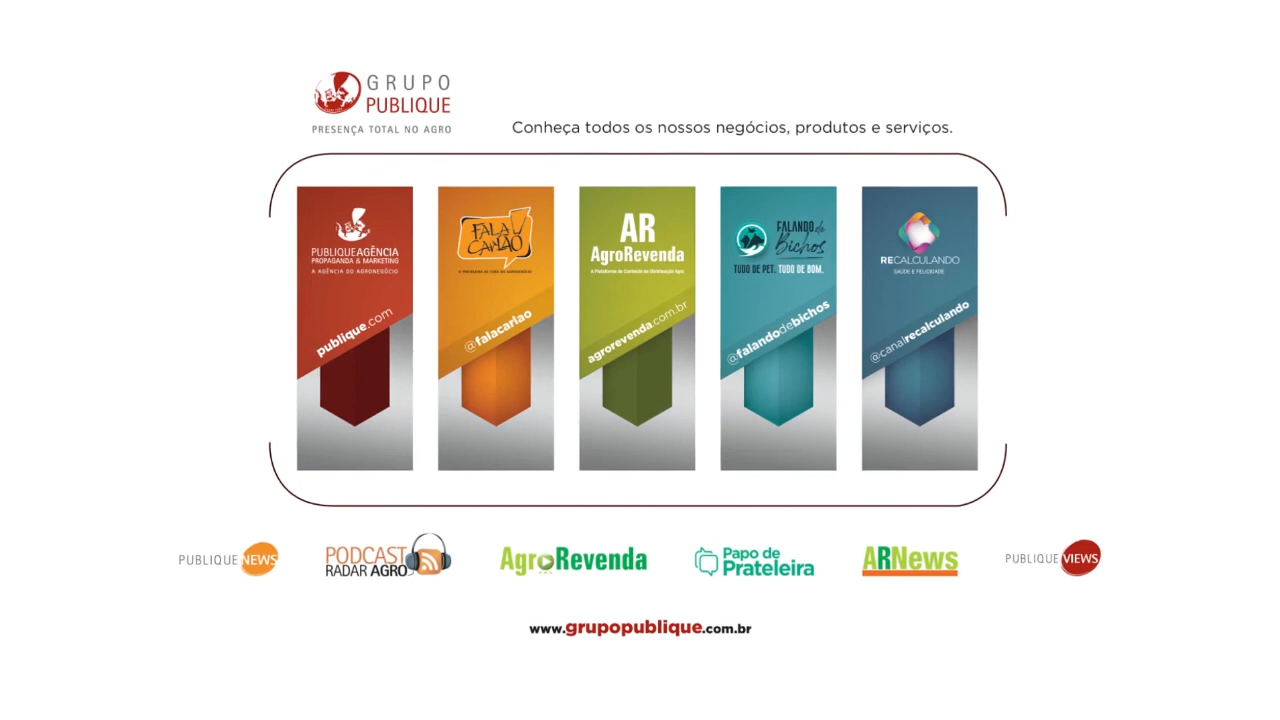 GRUPO
PUBLIQUE
PRESENÇA TOTAL NO AGRO
Conheça todos os nossos negócios, produtos e serviços.
PUBLIQUEAGÊNCIA
PROPAGANDA & MARKETING
A AGÊNCIA DO AGRONEGÓCIO
publique.com
FALA
CARLÃO
@falacarlao
AR
AgroRevenda
A Plataforma de Conteúdo da Distribuição Agro
agrorevenda.com.br
FALANDO de
Bichos
TUDO DE PET. TUDO DE BOM.
@falandodebichos
RECALCULANDO
SAÚDE E FELICIDADE
@canalrecalculando
PUBLIQUE NEWS
PODCAST
RADAR AGRO
AgroRevenda
Papo de
Prateleira
ARNews
PUBLIQUE VIEWS
www.grupopublique.com.br